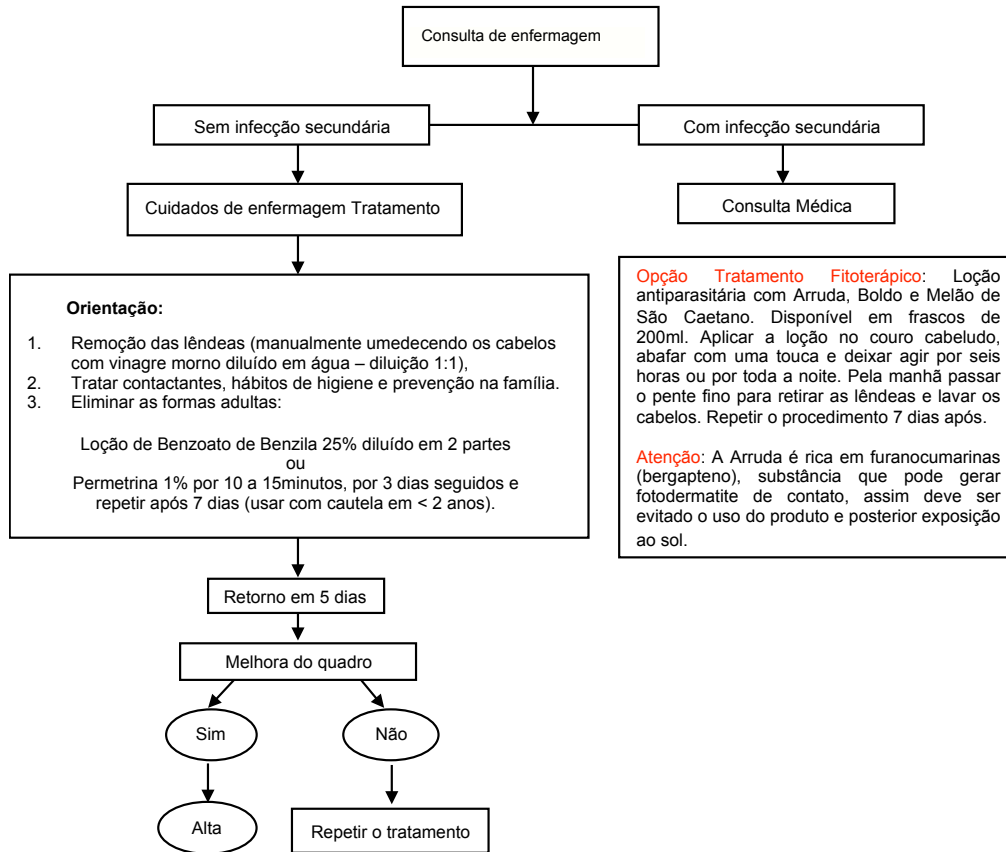 Consulta de enfermagem
Sem infecção secundária
Com infecção secundária
Cuidados de enfermagem Tratamento
Consulta Médica
Orientação:
1. Remoção das lêndeas (manualmente umedecendo os cabelos
com vinagre morno diluído em água – diluição 1:1),
2. Tratar contactantes, hábitos de higiene e prevenção na família.
3. Eliminar as formas adultas:
Loção de Benzoato de Benzila 25% diluído em 2 partes
ou
Permetrina 1% por 10 a 15minutos, por 3 dias seguidos e
repetir após 7 dias (usar com cautela em < 2 anos).
Opção Tratamento Fitoterápico: Loção
antiparasitária com Arruda, Boldo e Melão de
São Caetano. Disponível em frascos de
200ml. Aplicar a loção no couro cabeludo,
abafar com uma touca e deixar agir por seis
horas ou por toda a noite. Pela manhã passar
o pente fino para retirar as lêndeas e lavar os
cabelos. Repetir o procedimento 7 dias após.
Atenção: A Arruda é rica em furanocumarinas
(bergapteno), substância que pode gerar
fotodermatite de contato, assim deve ser
evitado o uso do produto e posterior exposição
ao sol.
Retorno em 5 dias
Melhora do quadro
Sim
Não
Alta
Repetir o tratamento